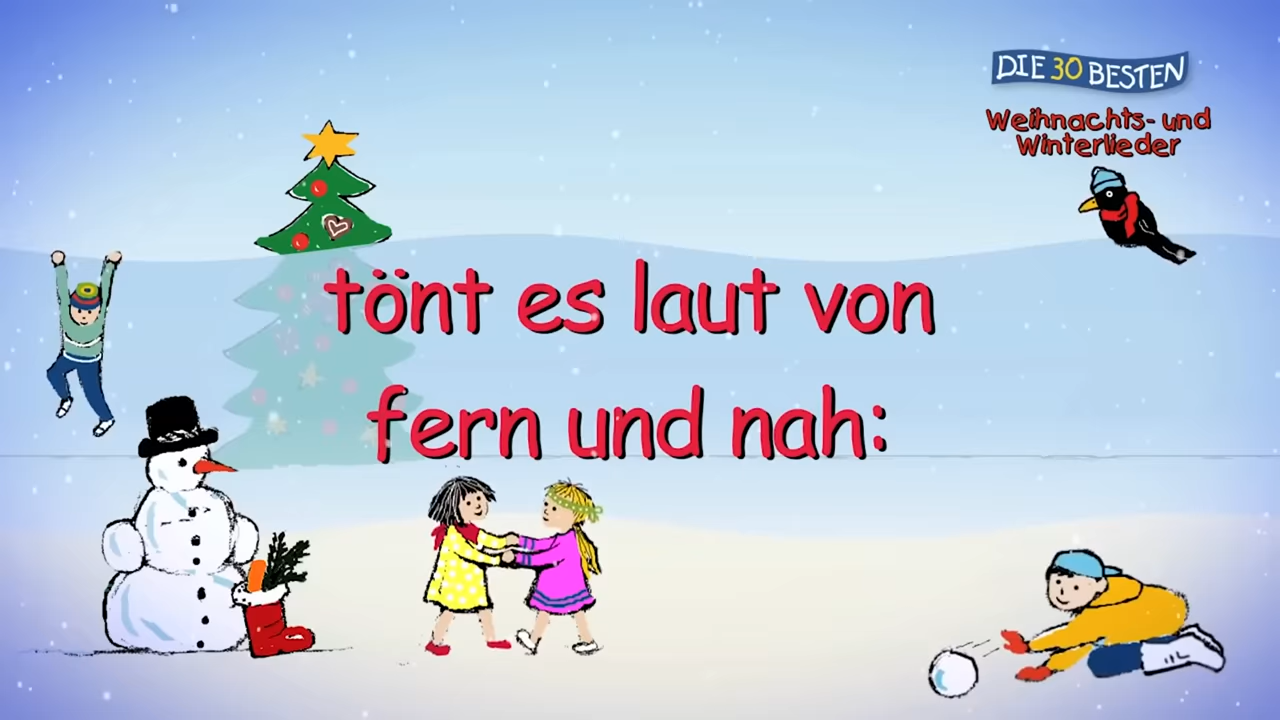 DIE 30 BESTEN
Weihnachts- und
Winterlieder
tönt es laut von
fern und nah: